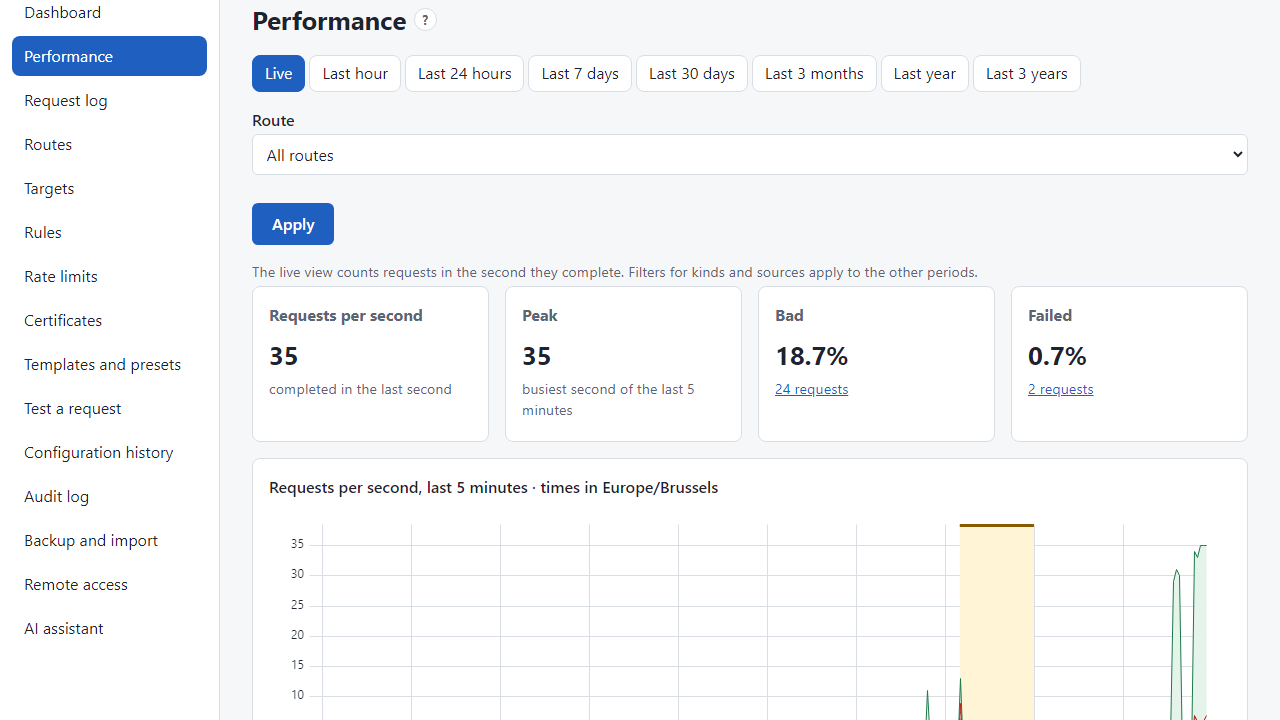 Dashboard
Performance
Request log
Routes
Targets
Rules
Rate limits
Certificates
Templates and presets
Test a request
Configuration history
Audit log
Backup and import
Remote access
AI assistant
Performance ?
Live Last hour Last 24 hours Last 7 days Last 30 days Last 3 months Last year Last 3 years
Route
All routes
Apply
The live view counts requests in the second they complete. Filters for kinds and sources apply to the other periods.
Requests per second
35
completed in the last second
Peak
35
busiest second of the last 5
minutes
Bad
18.7%
24 requests
Failed
0.7%
2 requests
Requests per second, last 5 minutes · times in Europe/Brussels
35
30
25
20
15
10